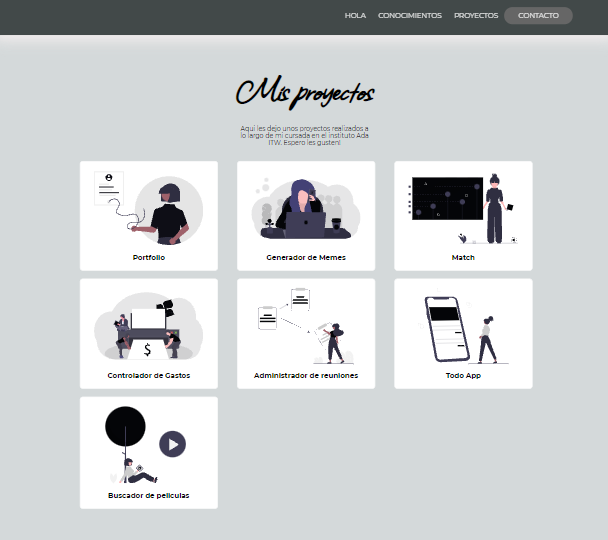 HOLA CONOCIMIENTOS PROYECTOS CONTACTO
Mis proyectos
Aquí les dejo unos proyectos realizados a
lo largo de mi cursada en el instituto Ada
ITW. Espero les gusten!
Portfolio Generador de Memes Match
Controlador de Gastos Administrador de reuniones Todo App
Buscador de películas